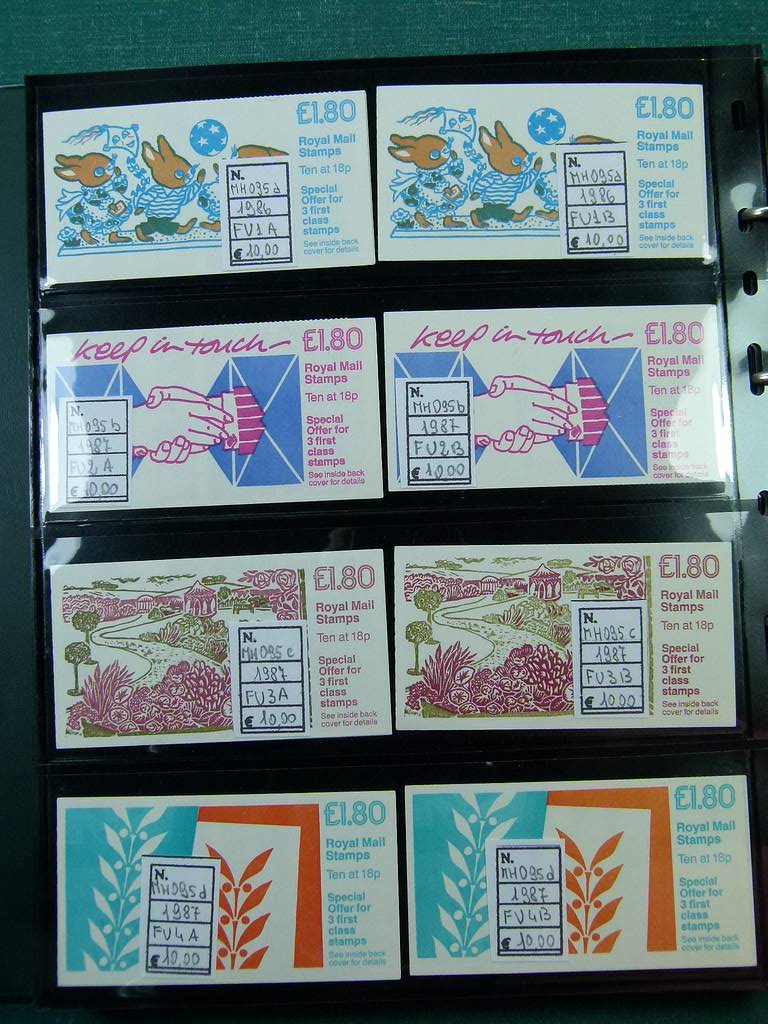 £1.80
Royal Mail
Stamps
Ten at 18p
Special
Offer for
3 first
class
stamps
See inside back
cover for details
N.
MH095d
1986
FU1A
€ 10,00
£1.80
Royal Mail
Stamps
Ten at 18p
Special
Offer for
3 first
class
stamps
See inside back
cover for details
N.
MH095d
1986
FU1B
€ 10,00
keep in touch
£1.80
Royal Mail
Stamps
Ten at 18p
Special
Offer for
3 first
class
stamps
See inside back
cover for details
N.
MH095b
1987
FU2A
€ 10,00
keep in touch
£1.80
Royal Mail
Stamps
Ten at 18p
Special
Offer for
3 first
class
stamps
See inside back
cover for details
N.
MH095b
1987
FU2B
€ 10,00
£1.80
Royal Mail
Stamps
Ten at 18p
Special
Offer for
3 first
class
stamps
See inside back
cover for details
N.
MH095c
1987
FU3A
€ 10,00
£1.80
Royal Mail
Stamps
Ten at 18p
Special
Offer for
3 first
class
stamps
See inside back
cover for details
N.
MH095c
1987
FU3B
€ 10,00
£1.80
Royal Mail
Stamps
Ten at 18p
Special
Offer for
3 first
class
stamps
See inside back
cover for details
N.
MH095d
1987
FU4A
€ 10,00
£1.80
Royal Mail
Stamps
Ten at 18p
Special
Offer for
3 first
class
stamps
See inside back
cover for details
N.
MH095d
1987
FU4B
€ 10,00